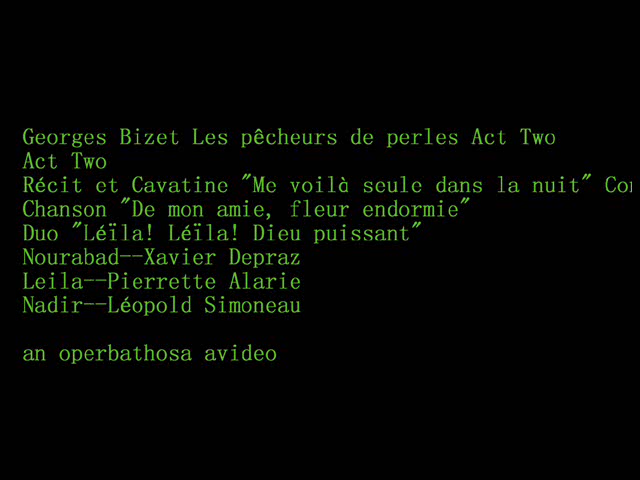 Georges Bizet Les pêcheurs de perles Act Two
Act Two
Récit et Cavatine "Me voilà seule dans la nuit" Co
Chanson "De mon amie, fleur endormie"
Duo "Léïla! Léïla! Dieu puissant"
Nourabad--Xavier Depraz
Leila--Pierrette Alarie
Nadir--Léopold Simoneau
an operbathosa avideo